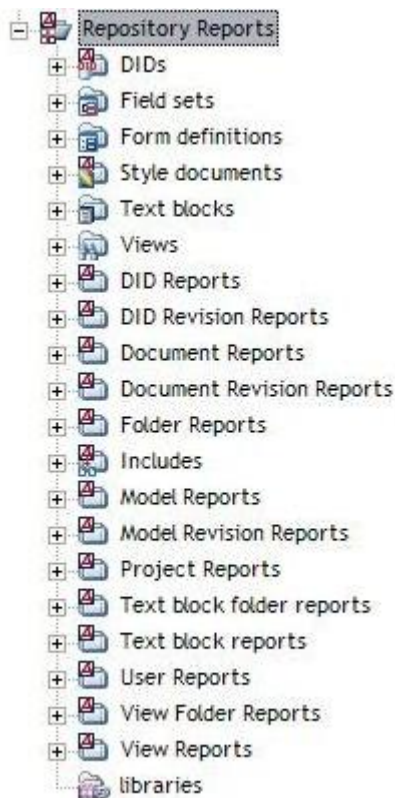 Repository Reports
DIDs
Field sets
Form definitions
Style documents
Text blocks
Views
DID Reports
DID Revision Reports
Document Reports
Document Revision Reports
Folder Reports
Includes
Model Reports
Model Revision Reports
Project Reports
Text block folder reports
Text block reports
User Reports
View Folder Reports
View Reports
libraries